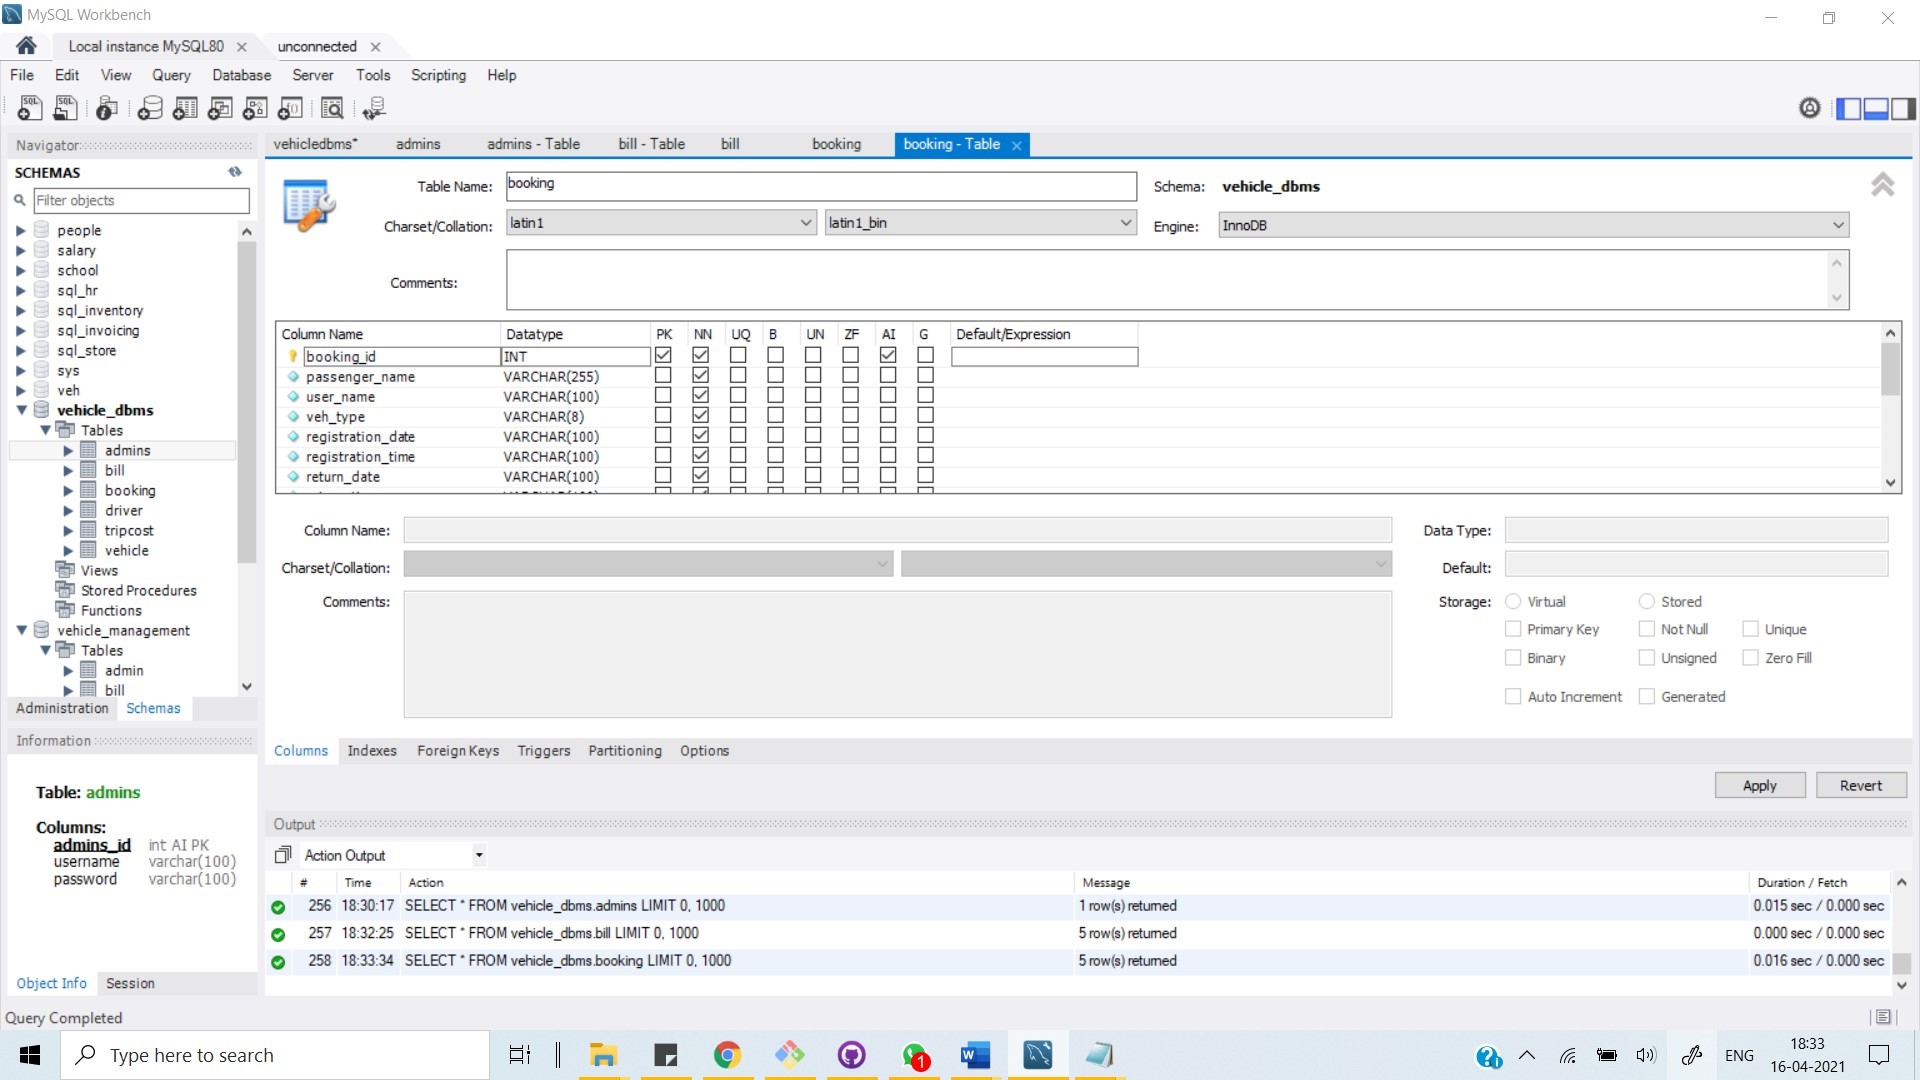 MySQL Workbench
Local instance MySQL80
unconnected
File Edit View Query Database Server Tools Scripting Help
Navigator
SCHEMAS
Filter objects
people
salary
school
sql_hr
sql_inventory
sql_invoicing
sql_store
sys
veh
vehicle_dbms
Tables
admins
bill
booking
driver
tripcost
vehicle
Views
Stored Procedures
Functions
vehicle_management
Tables
admin
bill
Administration Schemas
Information
Table: admins
Columns:
admins_id int AI PK
username varchar(100)
password varchar(100)
Object Info Session
vehicledbms* admins admins - Table bill - Table bill booking booking - Table
Table Name: booking Schema: vehicle_dbms
Charset/Collation: latin1 latin1_bin Engine: InnoDB
Comments:
Column Name Datatype PK NN UQ B UN ZF AI G Default/Expression
booking_id INT
passenger_name VARCHAR(255)
user_name VARCHAR(100)
veh_type VARCHAR(8)
registration_date VARCHAR(100)
registration_time VARCHAR(100)
return_date VARCHAR(100)
Column Name: Data Type:
Charset/Collation: Default:
Comments: Storage: Virtual Stored
Primary Key Not Null Unique
Binary Unsigned Zero Fill
Auto Increment Generated
Columns Indexes Foreign Keys Triggers Partitioning Options
Apply Revert
Output
Action Output
# Time Action Message Duration / Fetch
256 18:30:17 SELECT * FROM vehicle_dbms.admins LIMIT 0, 1000 1 row(s) returned 0.015 sec / 0.000 sec
257 18:32:25 SELECT * FROM vehicle_dbms.bill LIMIT 0, 1000 5 row(s) returned 0.000 sec / 0.000 sec
258 18:33:34 SELECT * FROM vehicle_dbms.booking LIMIT 0, 1000 5 row(s) returned 0.016 sec / 0.000 sec
Query Completed
Type here to search
1
ENG
18:33
16-04-2021